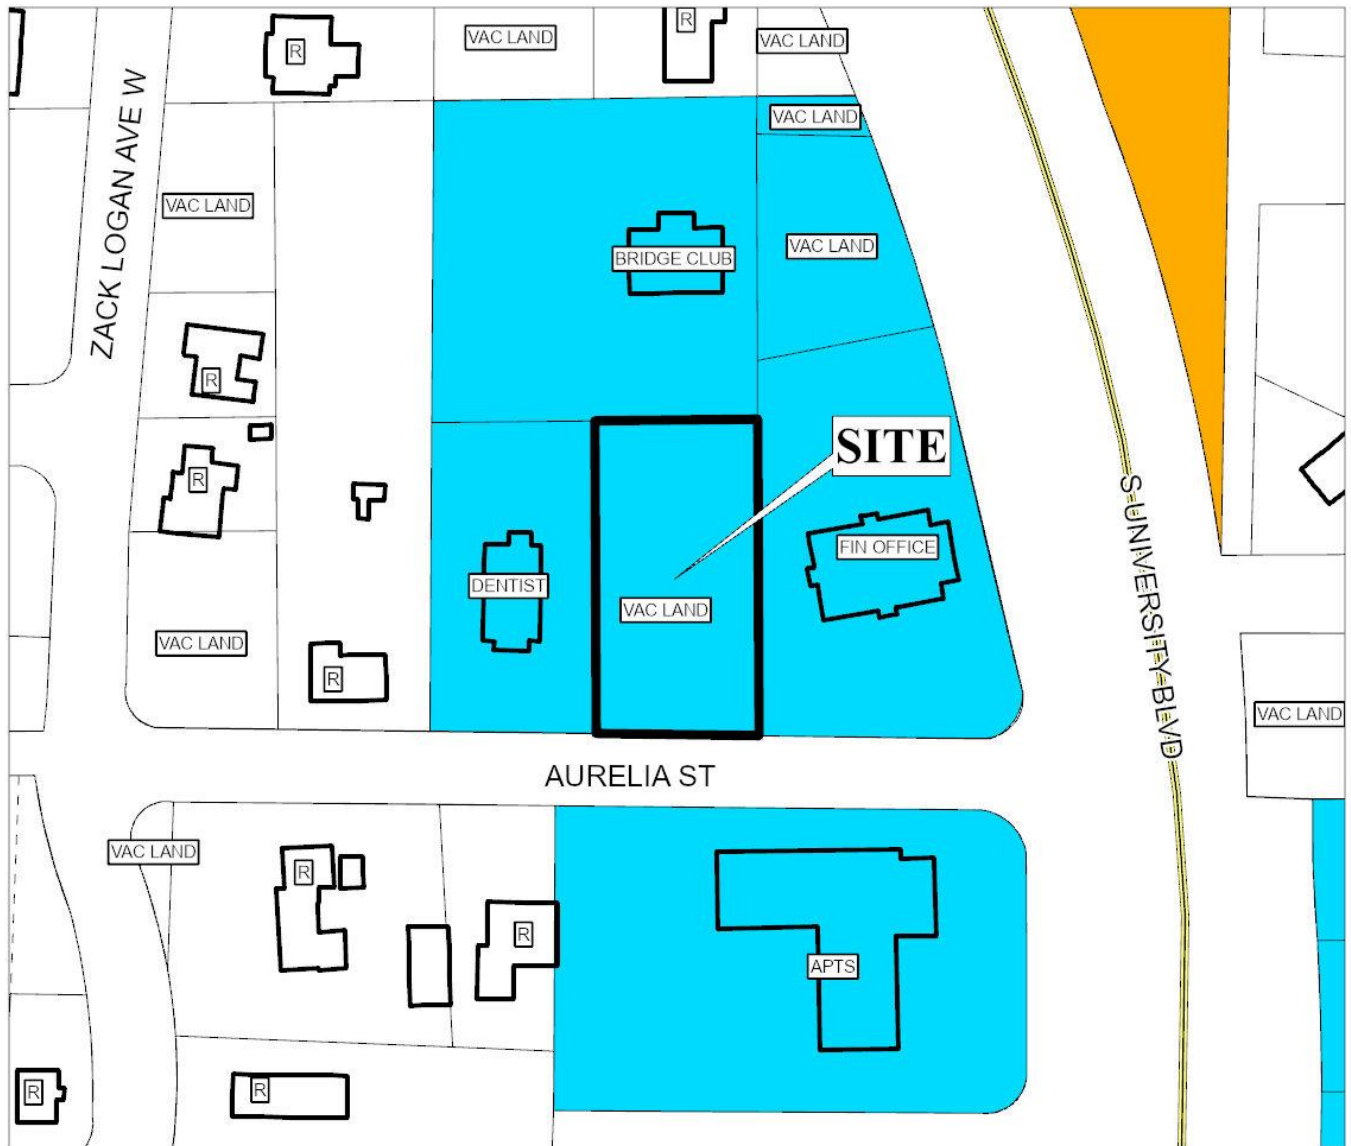 R
VAC LAND
R
VAC LAND
VAC LAND
ZACK LOGAN AVE W
VAC LAND
BRIDGE CLUB
VAC LAND
R
SITE
R
S UNIVERSITY BLVD
FIN OFFICE
DENTIST
VAC LAND
VAC LAND
R
VAC LAND
AURELIA ST
VAC LAND
R
R
APTS
R
R